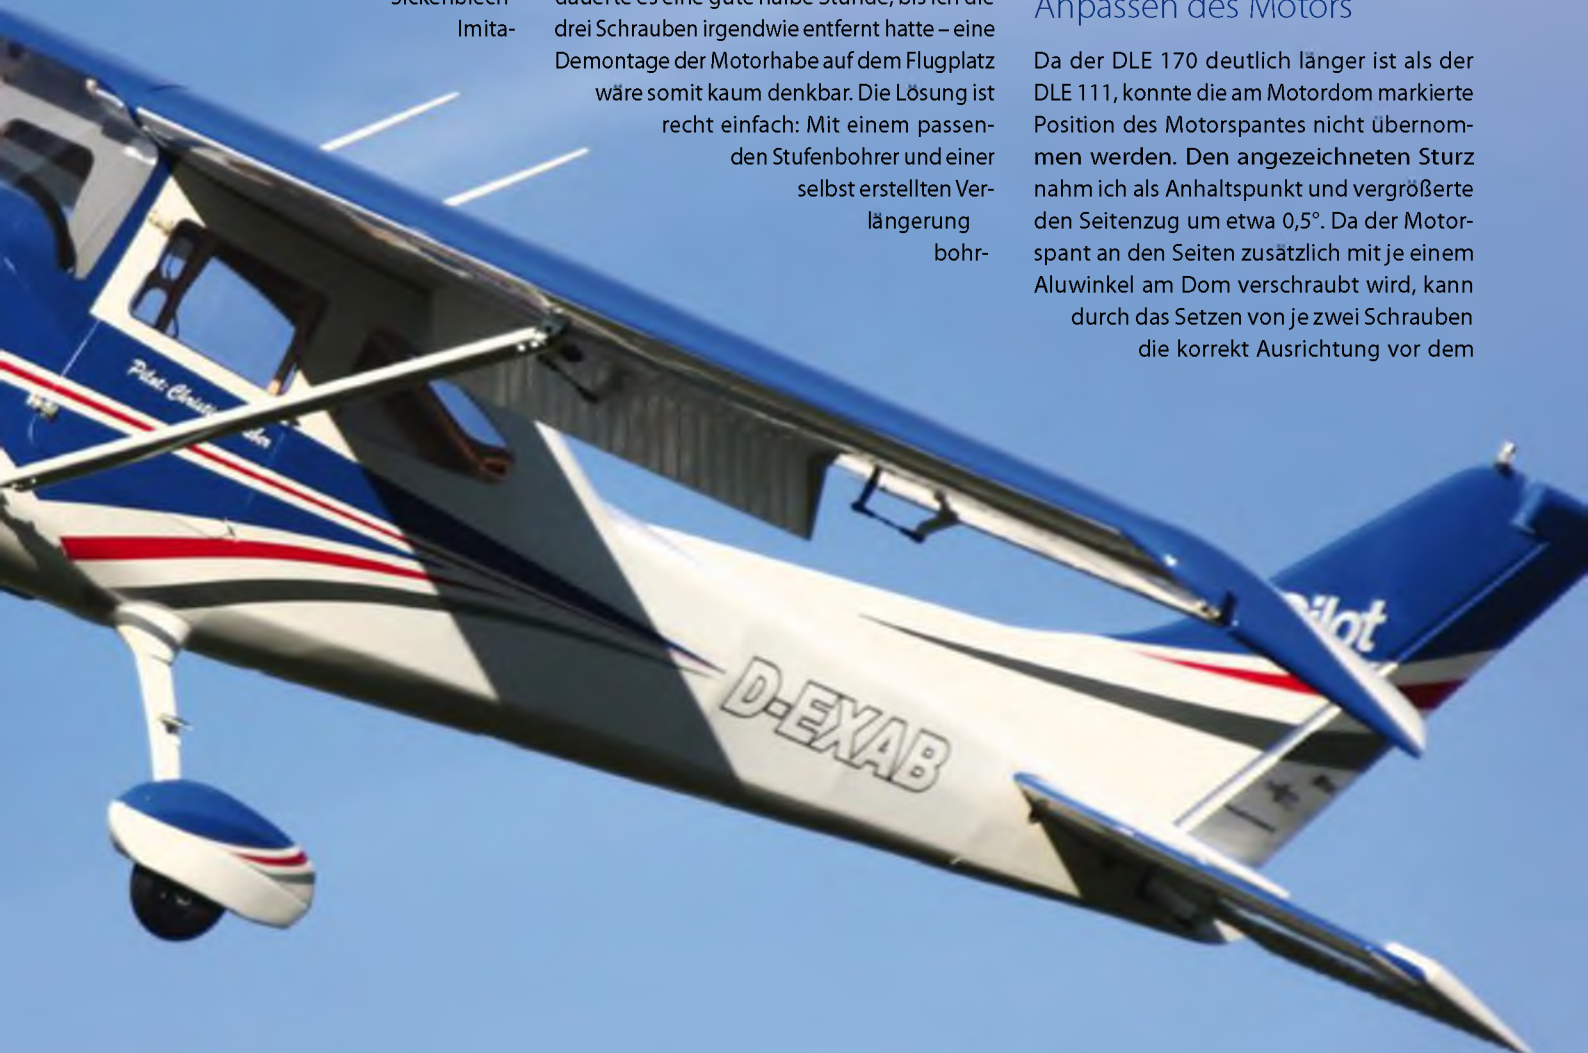 Imita-
drei Schrauben irgendwie entfernt hatte – eine
Demontage der Motorhabe auf dem Flugplatz
wäre somit kaum denkbar. Die Lösung ist
recht einfach: Mit einem passen-
den Stufenbohrer und einer
selbst erstellten Ver-
längerung
bohr-
Anpassen des Motors
Da der DLE 170 deutlich länger ist als der
DLE 111, konnte die am Motordom markierte
Position des Motorspantes nicht übernom-
men werden. Den angezeichneten Sturz
nahm ich als Anhaltspunkt und vergrößerte
den Seitenzug um etwa 0,5°. Da der Motor-
spant an den Seiten zusätzlich mit je einem
Aluwinkel am Dom verschraubt wird, kann
durch das Setzen von je zwei Schrauben
die korrekt Ausrichtung vor dem
Pilot:
D-EXAB